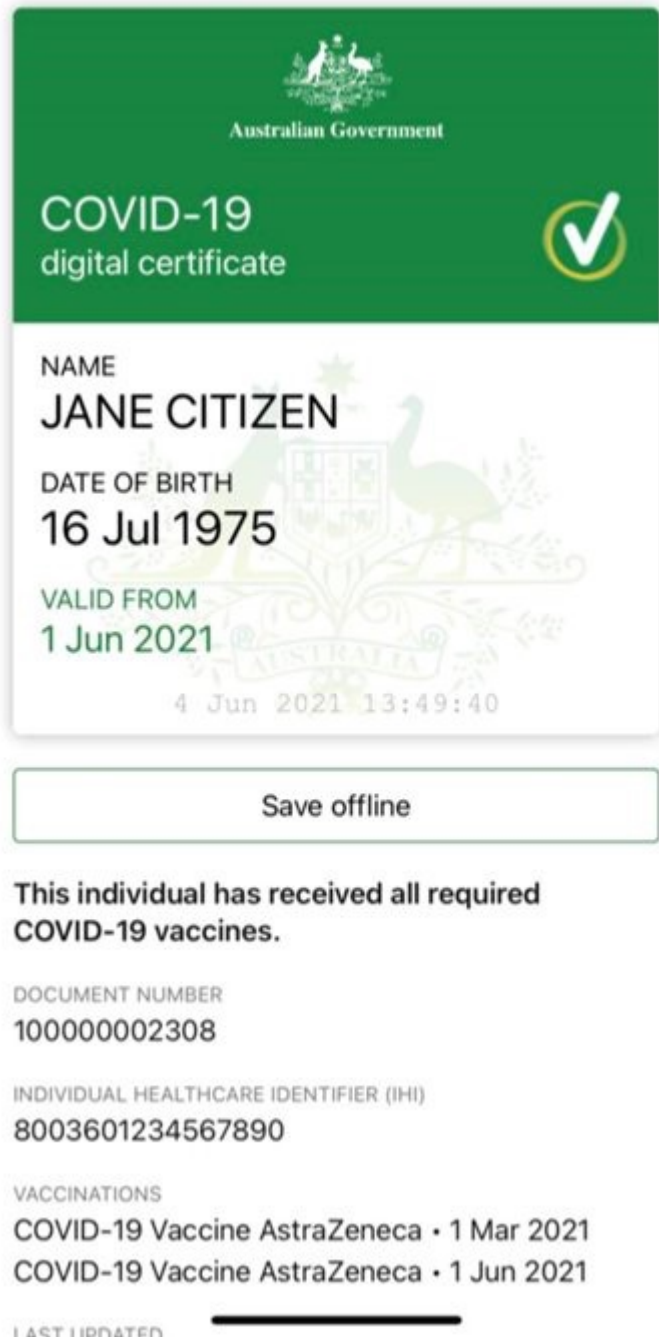 Australian Government
COVID-19
digital certificate
NAME
JANE CITIZEN
DATE OF BIRTH
16 Jul 1975
VALID FROM
1 Jun 2021
AUSTRALIA
4 Jun 2021 13:49:40
Save offline
This individual has received all required
COVID-19 vaccines.
DOCUMENT NUMBER
100000002308
INDIVIDUAL HEALTHCARE IDENTIFIER (IHI)
8003601234567890
VACCINATIONS
COVID-19 Vaccine AstraZeneca • 1 Mar 2021
COVID-19 Vaccine AstraZeneca • 1 Jun 2021
LAST UPDATED